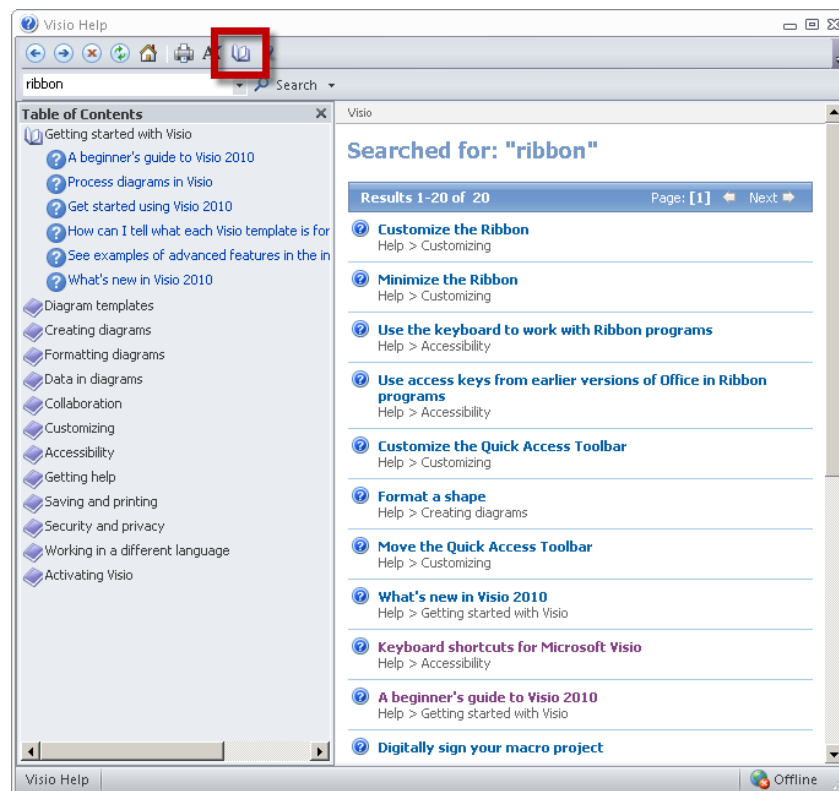 Visio Help
ribbon
Search
Table of Contents
Getting started with Visio
A beginner's guide to Visio 2010
Process diagrams in Visio
Get started using Visio 2010
How can I tell what each Visio template is for
See examples of advanced features in the in
What's new in Visio 2010
Diagram templates
Creating diagrams
Formatting diagrams
Data in diagrams
Collaboration
Customizing
Accessibility
Getting help
Saving and printing
Security and privacy
Working in a different language
Activating Visio
Visio
Searched for: "ribbon"
Results 1-20 of 20 Page: [1] Next
Customize the Ribbon
Help > Customizing
Minimize the Ribbon
Help > Customizing
Use the keyboard to work with Ribbon programs
Help > Accessibility
Use access keys from earlier versions of Office in Ribbon
programs
Help > Accessibility
Customize the Quick Access Toolbar
Help > Customizing
Format a shape
Help > Creating diagrams
Move the Quick Access Toolbar
Help > Customizing
What's new in Visio 2010
Help > Getting started with Visio
Keyboard shortcuts for Microsoft Visio
Help > Accessibility
A beginner's guide to Visio 2010
Help > Getting started with Visio
Digitally sign your macro project
Visio Help
Offline